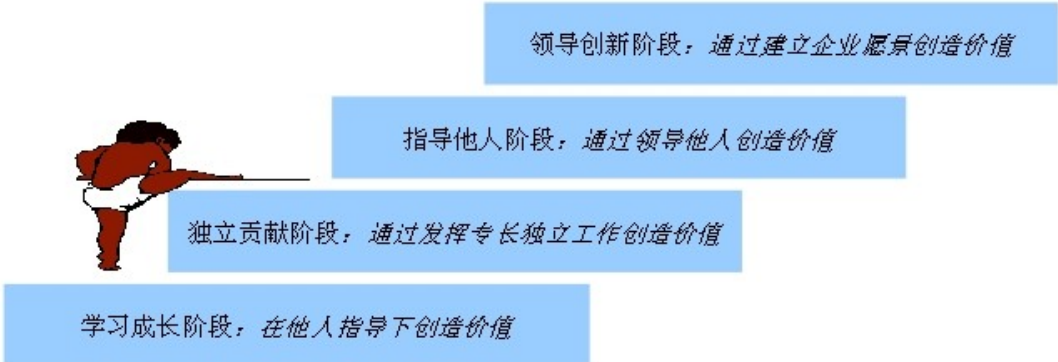 领导创新阶段：通过建立企业愿景创造价值
指导他人阶段：通过领导他人创造价值
独立贡献阶段：通过发挥专长独立工作创造价值
学习成长阶段：在他人指导下创造价值